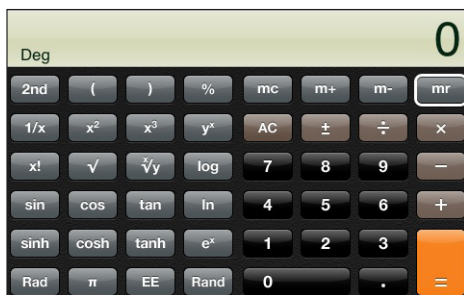 0
Deg
2nd ( ) % mc m+ m- mr
1/x x² x³ yˣ AC ± ÷ ×
x! √ ˣ√y log 7 8 9 −
sin cos tan ln 4 5 6 +
sinh cosh tanh eˣ 1 2 3
Rad π EE Rand 0 . =